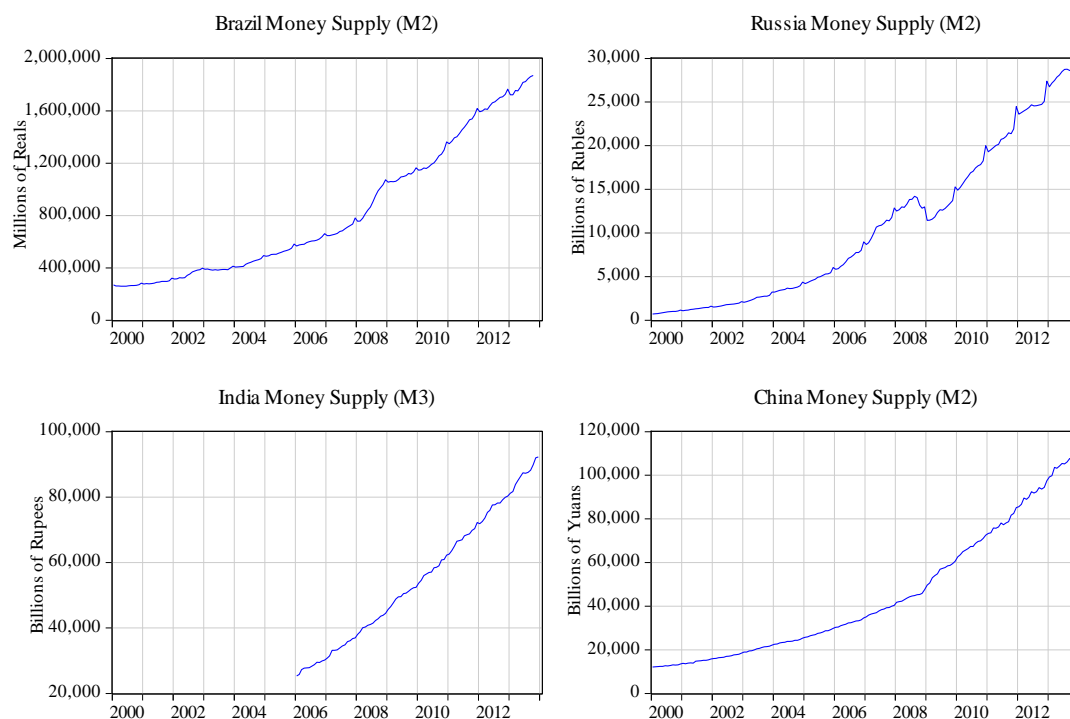 Brazil Money Supply (M2)
Millions of Reals
2,000,000
1,600,000
1,200,000
800,000
400,000
0
2000 2002 2004 2006 2008 2010 2012
Russia Money Supply (M2)
Billions of Rubles
30,000
25,000
20,000
15,000
10,000
5,000
0
2000 2002 2004 2006 2008 2010 2012
India Money Supply (M3)
Billions of Rupees
100,000
80,000
60,000
40,000
20,000
2000 2002 2004 2006 2008 2010 2012
China Money Supply (M2)
Billions of Yuans
120,000
100,000
80,000
60,000
40,000
20,000
0
2000 2002 2004 2006 2008 2010 2012